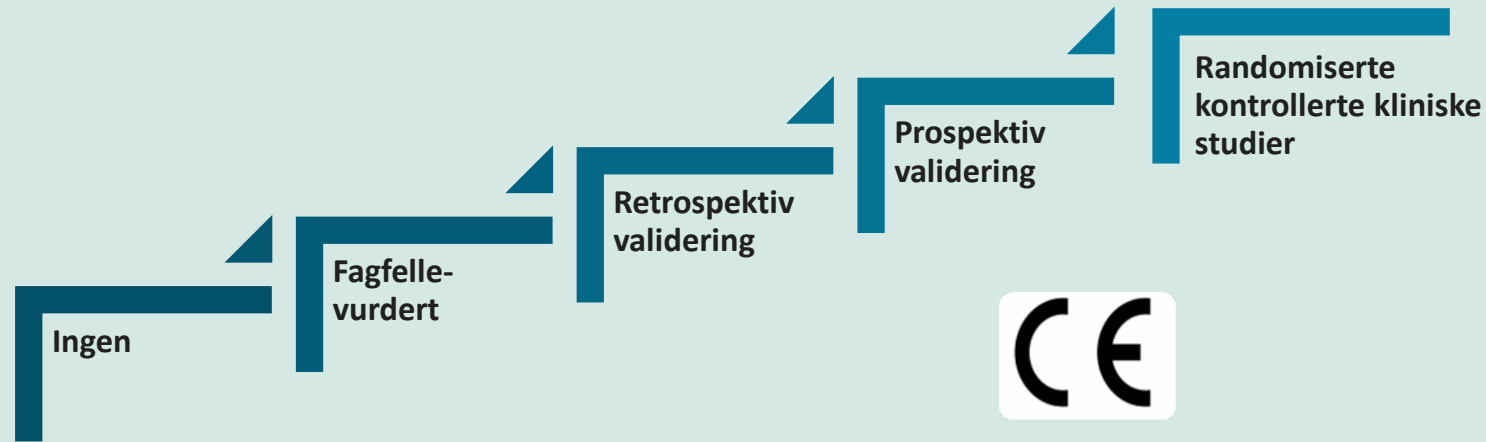 Ingen
Fagfelle-
vurdert
Retrospektiv
validering
Prospektiv
validering
Randomiserte
kontrollerte kliniske
studier
CE